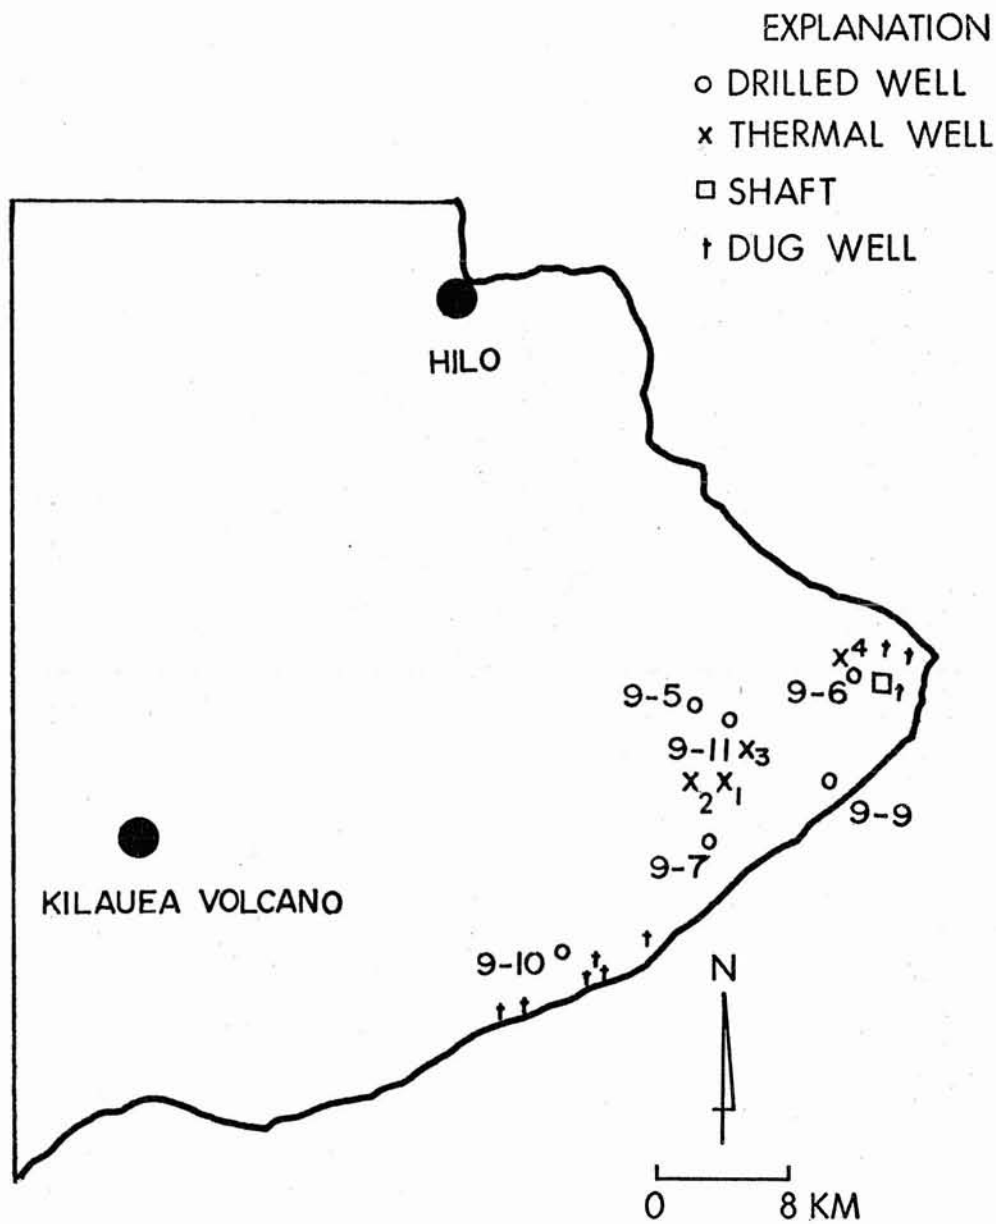 EXPLANATION
o DRILLED WELL
x THERMAL WELL
□ SHAFT
† DUG WELL
HILO
x4
9-6
9-5
9-11 x3
x2 x1
9-9
9-7
KILAUEA VOLCANO
9-10
N
0 8 KM